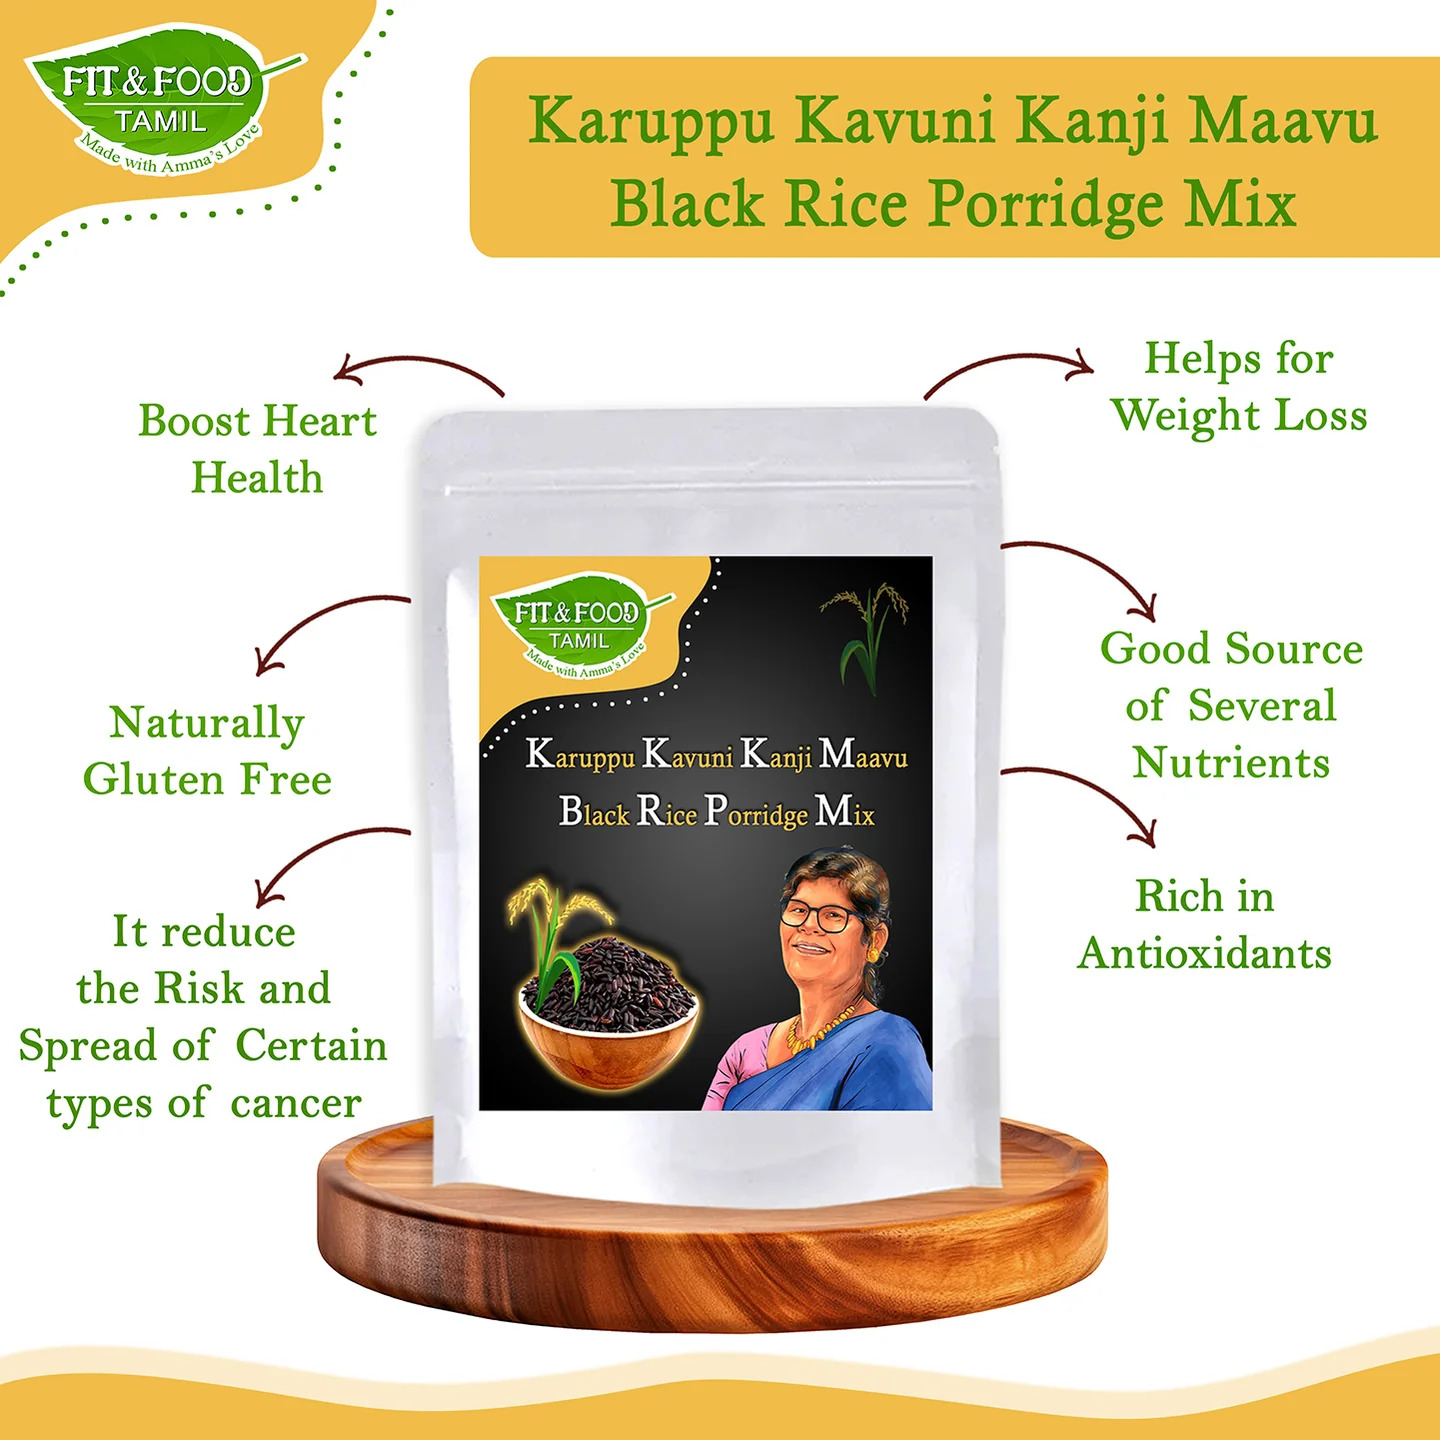 FIT & FOOD
TAMIL
Made with Amma's Love
Karuppu Kavuni Kanji Maavu
Black Rice Porridge Mix
Boost Heart
Health
Helps for
Weight Loss
Naturally
Gluten Free
Good Source
of Several
Nutrients
It reduce
the Risk and
Spread of Certain
types of cancer
Rich in
Antioxidants
FIT & FOOD
TAMIL
Made with Amma's Love
Karuppu Kavuni Kanji Maavu
Black Rice Porridge Mix